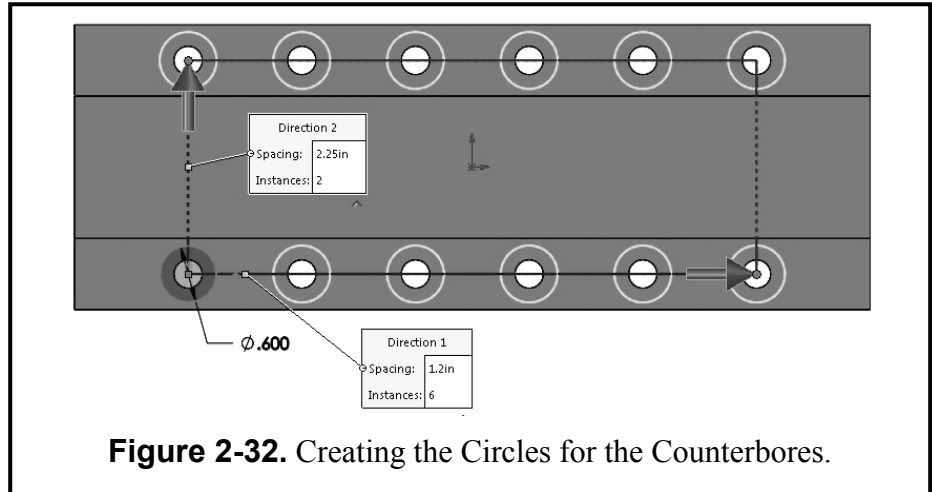 Direction 2
Spacing: 2.25in
Instances: 2
Ø.600
Direction 1
Spacing: 1.2in
Instances: 6
Figure 2-32. Creating the Circles for the Counterbores.